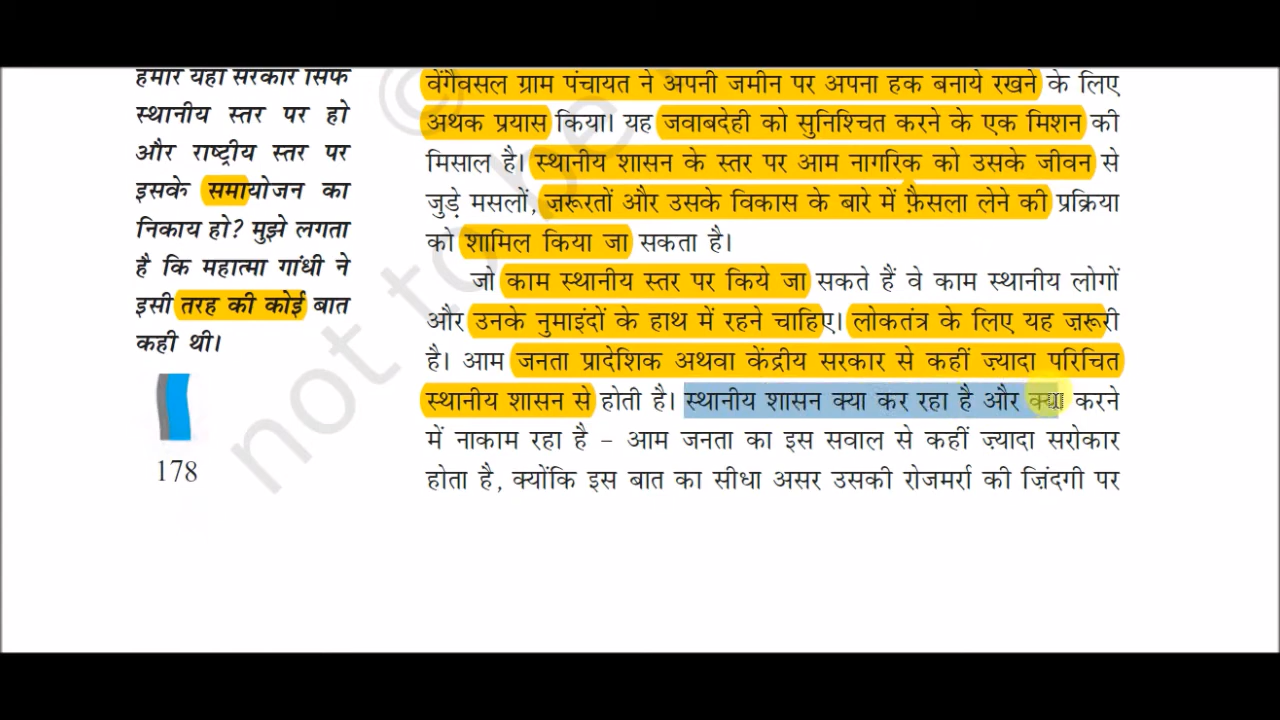 हमारे यहाँ सरकार सिर्फ
स्थानीय स्तर पर हो
और राष्ट्रीय स्तर पर
इसके समायोजन का
निकाय हो? मुझे लगता
है कि महात्मा गांधी ने
इसी तरह की कोई बात
कही थी।
178
वेंगैवसल ग्राम पंचायत ने अपनी जमीन पर अपना हक बनाये रखने के लिए
अथक प्रयास किया। यह जवाबदेही को सुनिश्चित करने के एक मिशन की
मिसाल है। स्थानीय शासन के स्तर पर आम नागरिक को उसके जीवन से
जुड़े मसलों, ज़रूरतों और उसके विकास के बारे में फ़ैसला लेने की प्रक्रिया
को शामिल किया जा सकता है।
जो काम स्थानीय स्तर पर किये जा सकते हैं वे काम स्थानीय लोगों
और उनके नुमाइंदों के हाथ में रहने चाहिए। लोकतंत्र के लिए यह ज़रूरी
है। आम जनता प्रादेशिक अथवा केंद्रीय सरकार से कहीं ज़्यादा परिचित
स्थानीय शासन से होती है। स्थानीय शासन क्या कर रहा है और क्या करने
में नाकाम रहा है – आम जनता का इस सवाल से कहीं ज़्यादा सरोकार
होता है, क्योंकि इस बात का सीधा असर उसकी रोजमर्रा की ज़िंदगी पर
© not to be